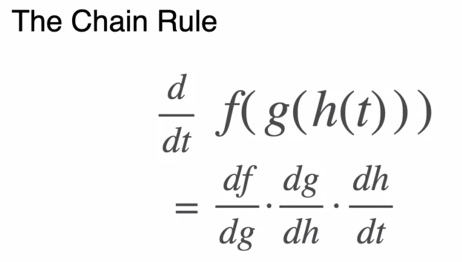 The Chain Rule
d/dt f(g(h(t)))
= df/dg · dg/dh · dh/dt